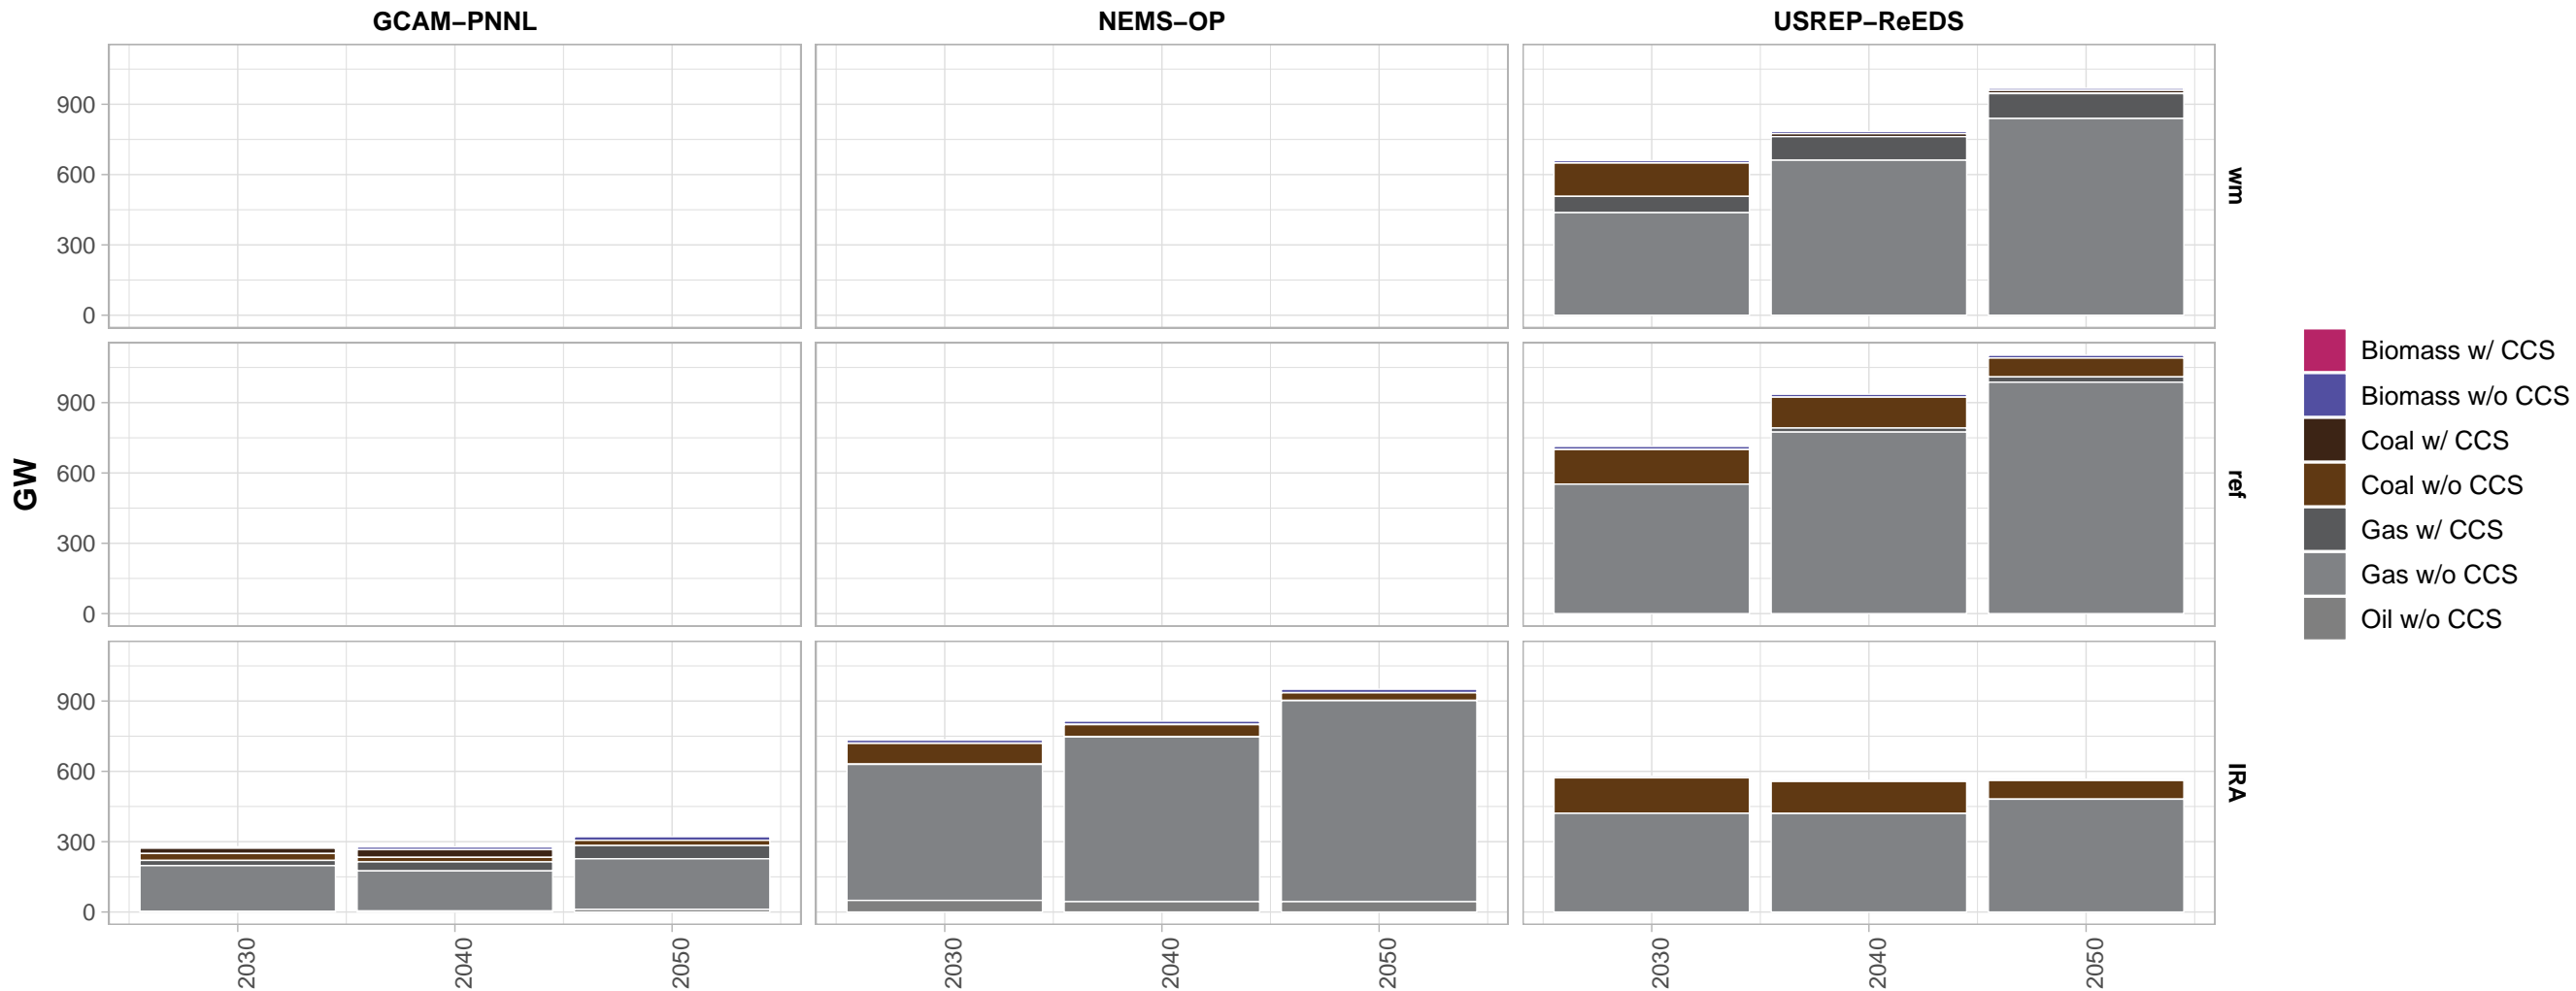 GCAM−PNNL
NEMS−OP
USREP−ReEDS
GW
900
600
300
0
wm
900
600
300
0
ref
900
600
300
0
IRA
2030
2040
2050
2030
2040
2050
2030
2040
2050
Biomass w/ CCS
Biomass w/o CCS
Coal w/ CCS
Coal w/o CCS
Gas w/ CCS
Gas w/o CCS
Oil w/o CCS